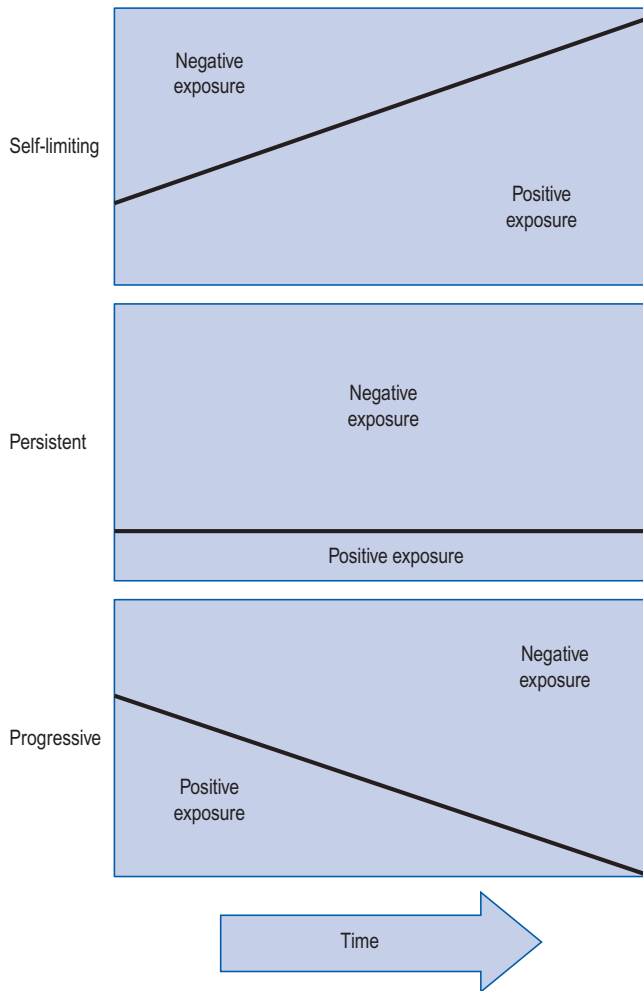 Negative
exposure
Self-limiting
Positive
exposure
Negative
exposure
Persistent
Positive exposure
Negative
exposure
Progressive
Positive
exposure
Time